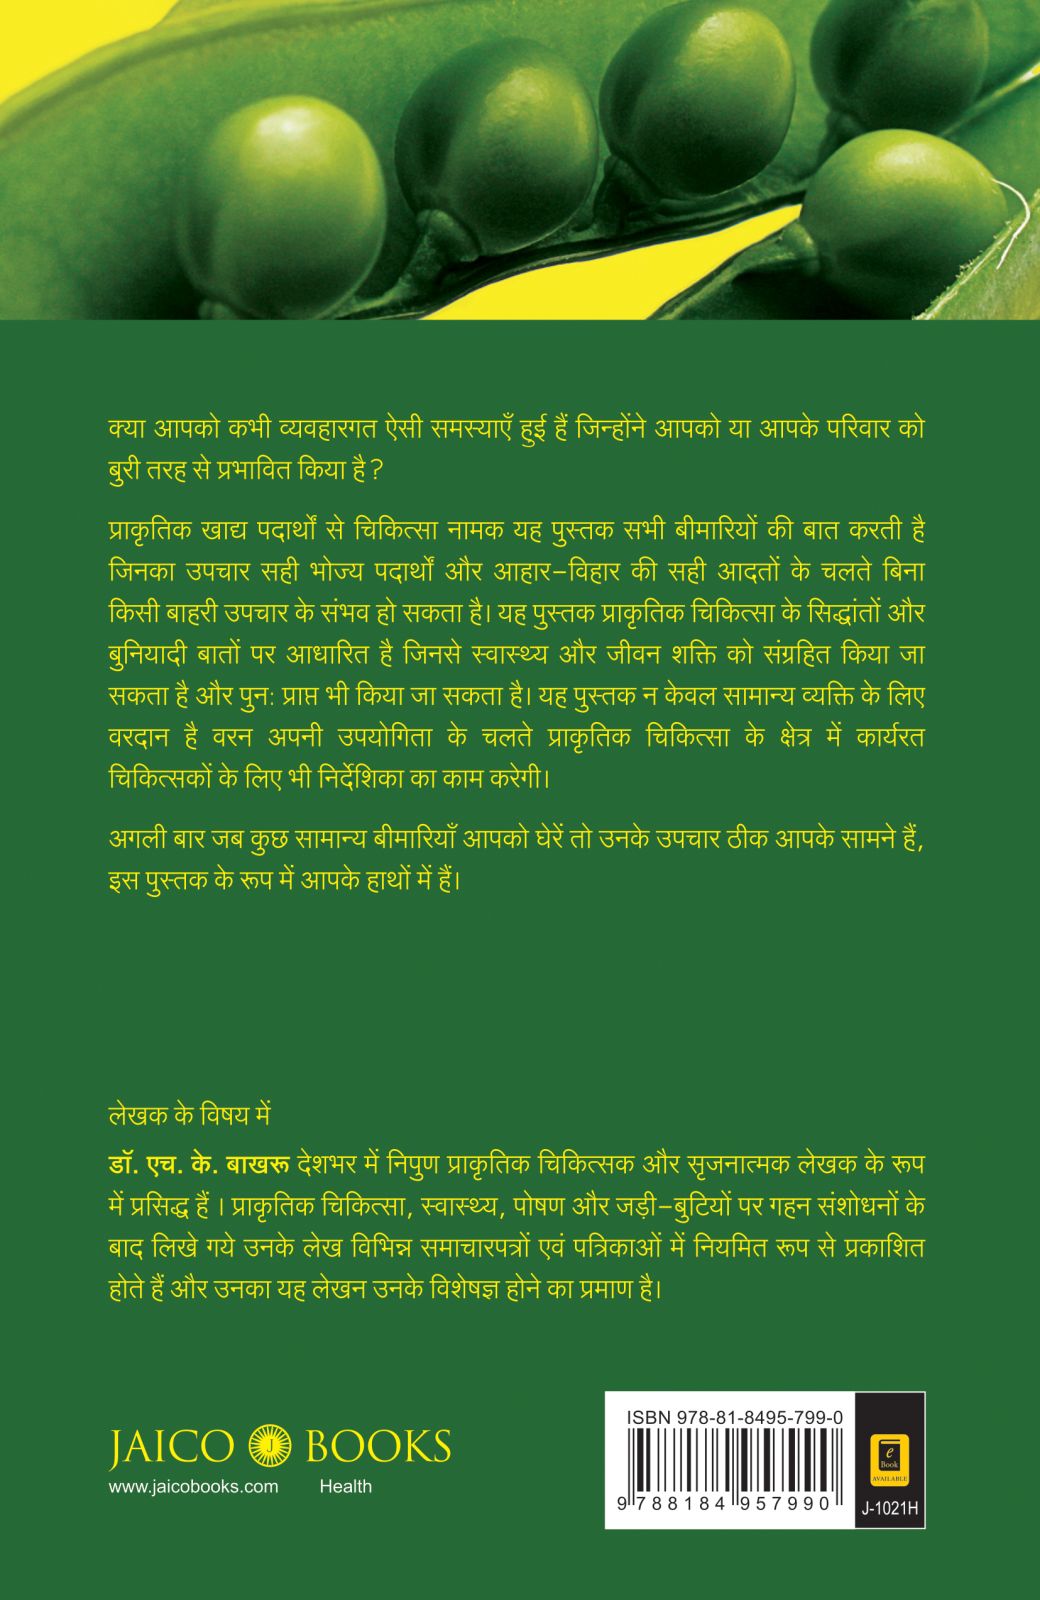 क्या आपको कभी व्यवहारगत ऐसी समस्याएँ हुई हैं जिन्होंने आपको या आपके परिवार को
बुरी तरह से प्रभावित किया है?
प्राकृतिक खाद्य पदार्थों से चिकित्सा नामक यह पुस्तक सभी बीमारियों की बात करती है
जिनका उपचार सही भोज्य पदार्थों और आहार–विहार की सही आदतों के चलते बिना
किसी बाहरी उपचार के संभव हो सकता है। यह पुस्तक प्राकृतिक चिकित्सा के सिद्धांतों और
बुनियादी बातों पर आधारित है जिनसे स्वास्थ्य और जीवन शक्ति को संग्रहित किया जा
सकता है और पुन: प्राप्त भी किया जा सकता है। यह पुस्तक न केवल सामान्य व्यक्ति के लिए
वरदान है वरन अपनी उपयोगिता के चलते प्राकृतिक चिकित्सा के क्षेत्र में कार्यरत
चिकित्सकों के लिए भी निर्देशिका का काम करेगी।
अगली बार जब कुछ सामान्य बीमारियाँ आपको घेरें तो उनके उपचार ठीक आपके सामने हैं,
इस पुस्तक के रूप में आपके हाथों में हैं।
लेखक के विषय में
डॉ. एच. के. बाखरू देशभर में निपुण प्राकृतिक चिकित्सक और सृजनात्मक लेखक के रूप
में प्रसिद्ध हैं । प्राकृतिक चिकित्सा, स्वास्थ्य, पोषण और जड़ी–बुटियों पर गहन संशोधनों के
बाद लिखे गये उनके लेख विभिन्न समाचारपत्रों एवं पत्रिकाओं में नियमित रूप से प्रकाशित
होते हैं और उनका यह लेखन उनके विशेषज्ञ होने का प्रमाण है।
JAICO J BOOKS
www.jaicobooks.com Health
ISBN 978-81-8495-799-0
9 788184 957990
e
Book
AVAILABLE
J-1021H